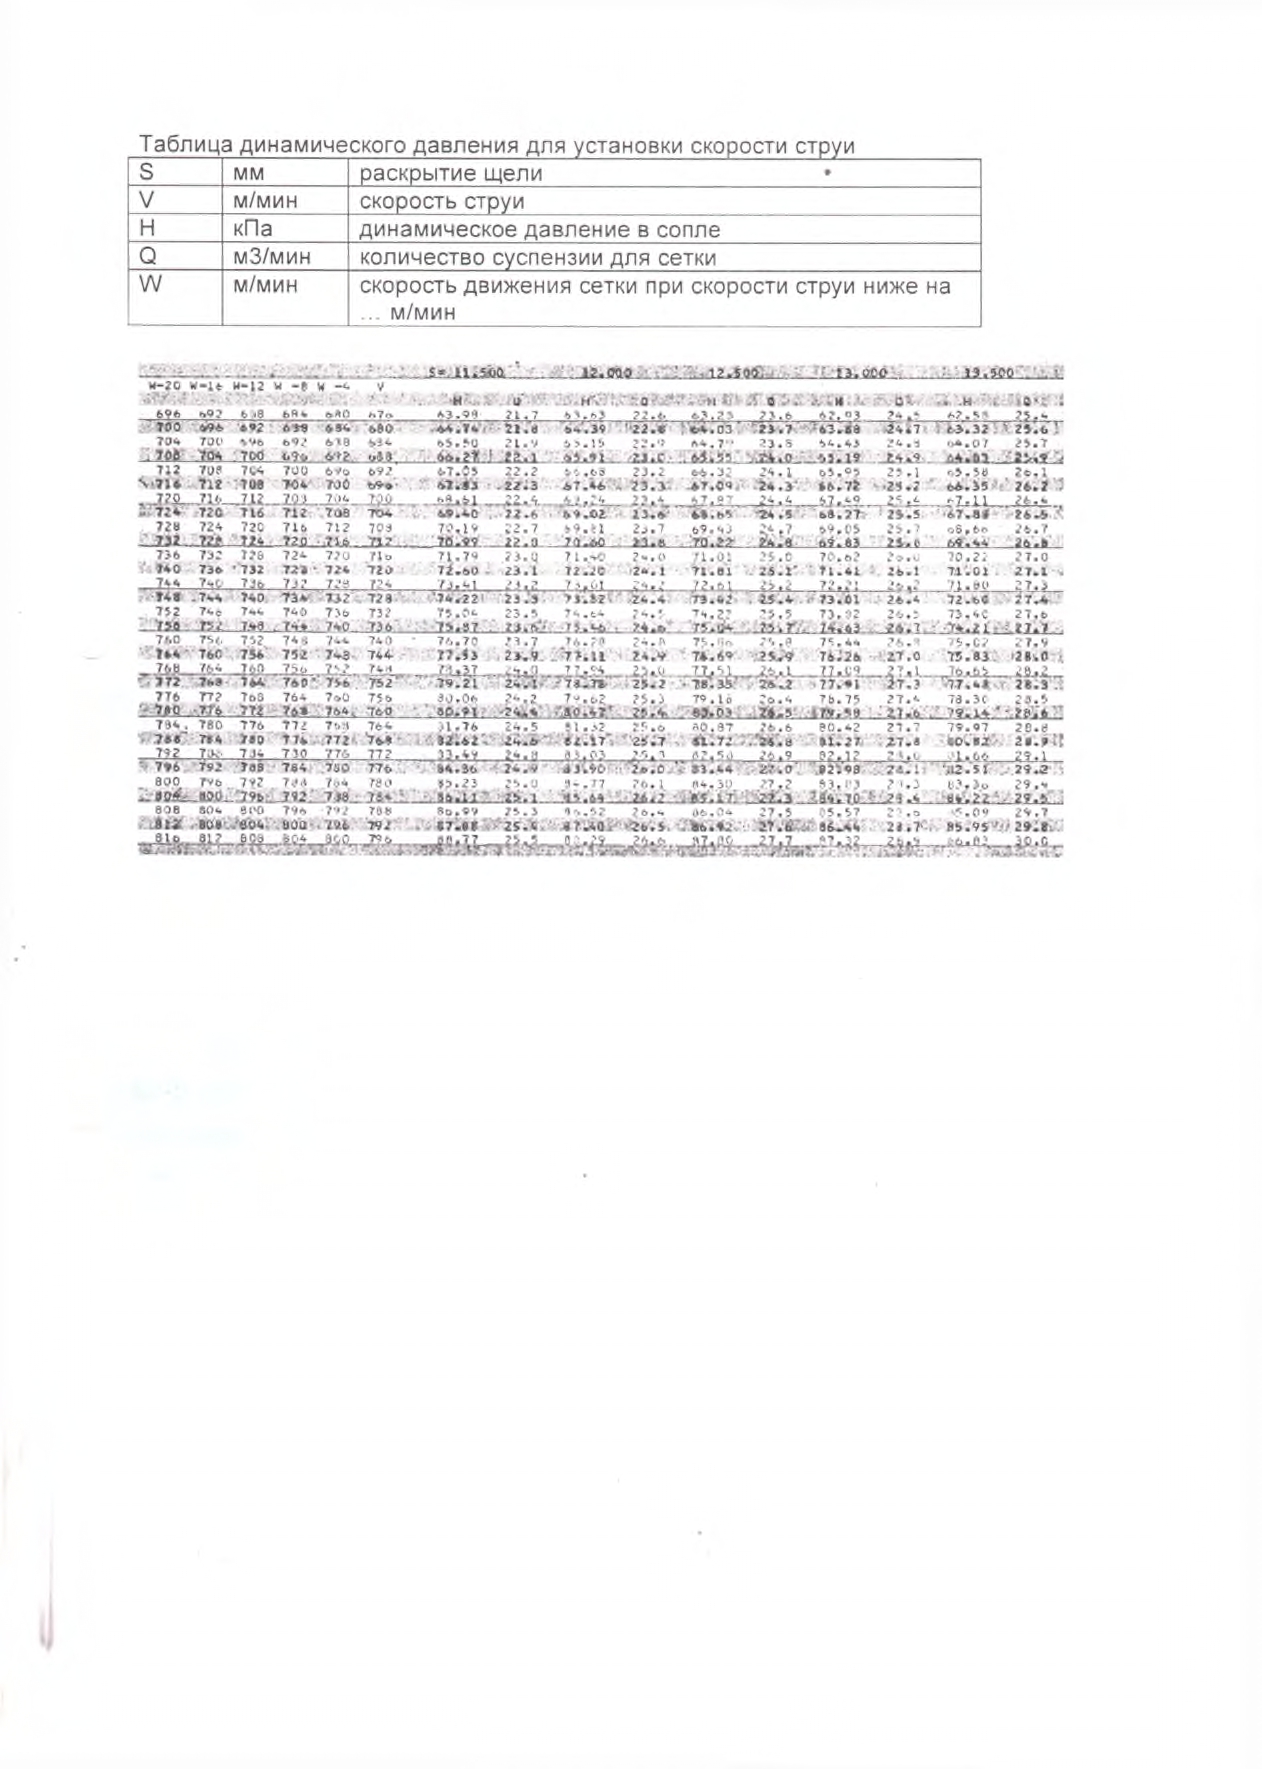 Таблица динамического давления для установки скорости струи
S мм раскрытие щели
V м/мин скорость струи
H кПа динамическое давление в сопле
Q м3/мин количество суспензии для сетки
W м/мин скорость движения сетки при скорости струи ниже на
... м/мин
S= 11.500 12.000 12.500 13.000 13.500
W-20 W-16 W-12 W -8 W -4 V
696 692 688 684 680 676 63.99 21.7 63.63 22.6 63.25 23.6 24.5 25.4
700 696 692 688 684 680 64.74 21.8 64.39 22.8 64.03 23.7 63.68 24.7 63.32 25.6
704 700 696 692 688 684 65.50 21.9 65.15 22.9 23.8 64.43 24.8 64.07 25.7
708 704 700 696 692 688 66.27 22.1 65.91 23.0 65.55 24.0 65.19 24.9 64.83 25.9
712 708 704 700 696 692 67.05 22.2 66.68 23.2 66.32 24.1 65.95 25.1 65.58 26.1
716 712 708 704 700 696 67.83 22.3 67.46 23.3 67.09 24.3 66.72 25.2 66.35 26.2
720 716 712 708 704 700 68.61 22.4 68.24 23.4 67.87 24.4 67.49 25.4 67.11 26.4
724 720 716 712 708 704 69.40 22.6 69.02 23.6 68.65 24.5 68.27 25.5 67.88 26.5
728 724 720 716 712 708 70.19 22.7 69.81 23.7 69.43 24.7 69.05 25.7 68.66 26.7
732 728 724 720 716 712 70.99 22.8 70.60 23.8 70.22 24.8 69.83 25.8 69.44 26.8
736 732 728 724 720 716 71.79 23.0 71.40 24.0 71.01 25.0 70.62 26.0 70.22 27.0
740 736 732 728 724 720 72.60 23.1 72.20 24.1 71.81 25.1 71.41 26.1 71.01 27.1
744 740 736 732 728 724 73.41 23.2 73.01 24.2 72.61 25.2 72.21 26.2 71.80 27.3
748 744 740 736 732 728 74.22 23.3 24.4 73.42 25.4 73.01 26.4 72.60 27.4
752 748 744 740 736 732 75.04 23.5 74.64 24.5 74.22 25.5 26.5 73.40 27.6
756 752 748 744 740 736 75.87 23.6 75.46 24.6 75.04 25.7 74.63 26.7 74.21 27.7
760 756 752 748 744 740 76.70 23.7 76.28 24.8 75.86 25.8 75.44 26.8 75.02 27.9
764 760 756 752 748 744 77.53 23.9 77.11 24.9 76.69 25.9 76.26 27.0 75.83 28.0
768 764 760 756 752 748 78.37 24.0 77.94 25.0 77.51 26.1 77.09 27.1 76.65 28.2
772 768 764 760 756 752 79.21 24.1 78.78 25.2 78.35 26.2 77.91 27.3 77.48 28.3
776 772 768 764 760 756 80.06 24.2 79.62 25.3 79.18 26.4 78.75 27.4 78.30 28.5
780 776 772 768 764 760 80.91 24.4 80.47 25.4 80.03 26.5 79.58 27.6 79.14 28.6
784 780 776 772 768 764 81.76 24.5 81.32 25.6 80.87 26.6 80.42 27.7 79.97 28.8
788 784 780 776 772 768 82.62 24.6 82.17 25.7 81.72 26.8 81.27 27.8 80.82 28.9
792 772 83.49 24.8 83.03 82.58 26.9 82.12 28.0 81.66 29.1
796 792 788 784 780 776 84.36 24.9 83.90 26.0 83.44 27.0 82.98 28.1 82.51 29.2
800 796 792 788 784 780 85.23 25.0 84.77 26.1 84.30 27.2 28.3 83.36 29.4
804 800 796 792 788 784 86.11 25.1 85.64 26.2 85.17 27.3 84.70 28.4 84.22 29.5
808 804 800 796 792 788 86.99 25.3 86.52 26.4 86.04 27.5 85.57 28.6 85.09 29.7
812 808 804 800 796 792 87.88 25.4 87.40 26.5 86.92 27.6 86.44 28.7 85.95 29.8
816 812 808 804 800 796 88.77 25.5 88.29 26.6 87.80 27.7 87.32 30.0